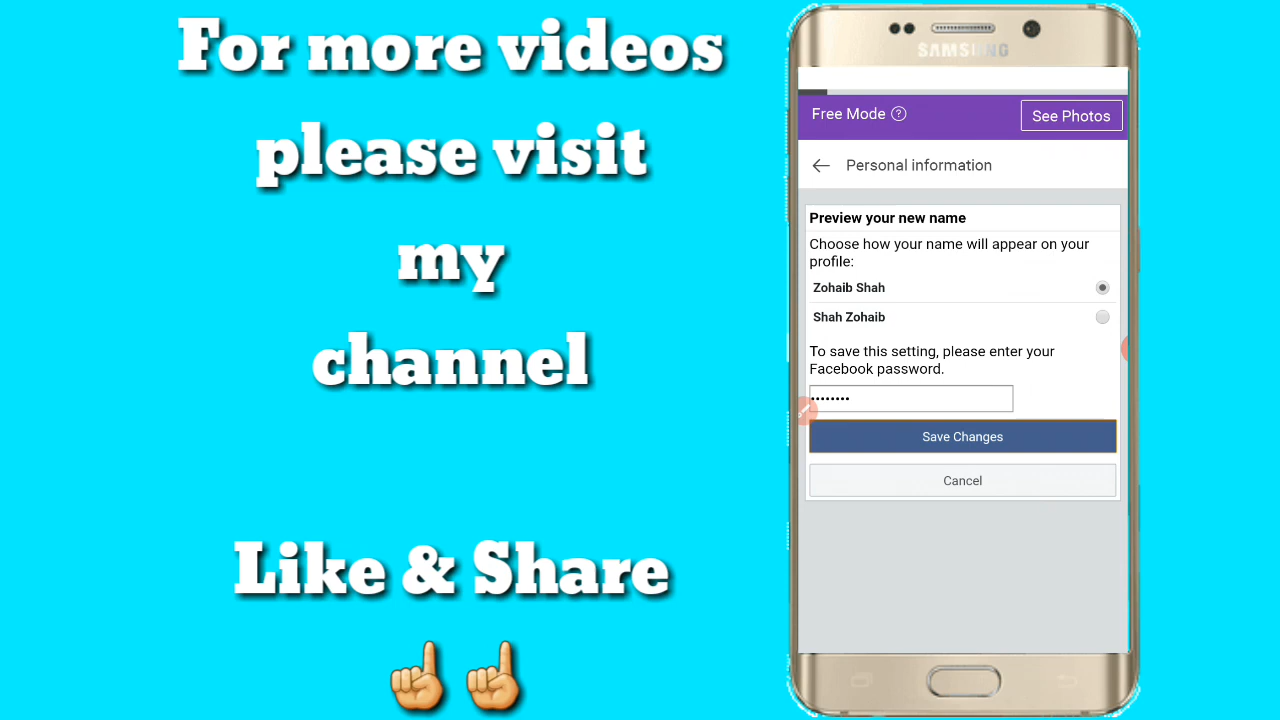 For more videos
please visit
my
channel
Like & Share
SAMSUNG
Free Mode
See Photos
Personal information
Preview your new name
Choose how your name will appear on your
profile:
Zohaib Shah
Shah Zohaib
To save this setting, please enter your
Facebook password.
••••••••
Save Changes
Cancel